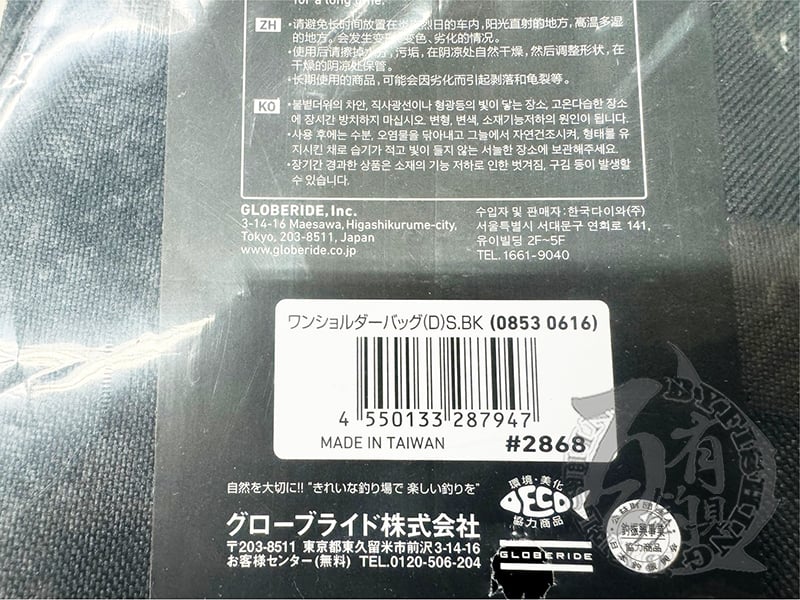 for a long time.
ZH
・请避免长时间放置在
烈日的车内，阳光直射的地方，高温多湿
的地方。会发生变形、变色、劣化的情况。
・使用后请擦掉水分，污垢，在阴凉处自然干燥，然后调整形状，在
干燥的阴凉处保管。
・长期使用的商品，可能会因劣化而引起剥落和龟裂等。
KO
・불볕더위의 차안, 직사광선이나 형광등의 빛이 닿는 장소, 고온다습한 장소
에 장시간 방치하지 마십시오. 변형, 변색, 소재기능저하의 원인이 됩니다.
・사용 후에는 수분, 오염물을 닦아내고 그늘에서 자연건조시켜, 형태를 유
지시킨 채로 습기가 적고 빛이 들지 않는 서늘한 장소에 보관해주세요.
・장기간 경과한 상품은 소재의 기능 저하로 인한 벗겨짐, 구김 등이 발생할
수 있습니다.
GLOBERIDE, Inc.
3-14-16 Maesawa, Higashikurume-city,
Tokyo, 203-8511, Japan
www.globeride.co.jp
수입자 및 판매자: 한국다이와(주)
서울특별시 서대문구 연희로 141,
유이빌딩 2F~5F
TEL. 1661-9040
ワンショルダーバッグ(D)S.BK (0853 0616)
4 550133 287947
MADE IN TAIWAN #2868
自然を大切に!! "きれいな釣り場で 楽しい釣りを"
グローブライド株式会社
〒203-8511 東京都東久留米市前沢3-14-16
お客様センター(無料) TEL.0120-506-204
環境・美化
DECO
協力商品
GLOBERIDE
釣振興事業
協力商品
百有釣具
BYFISHING